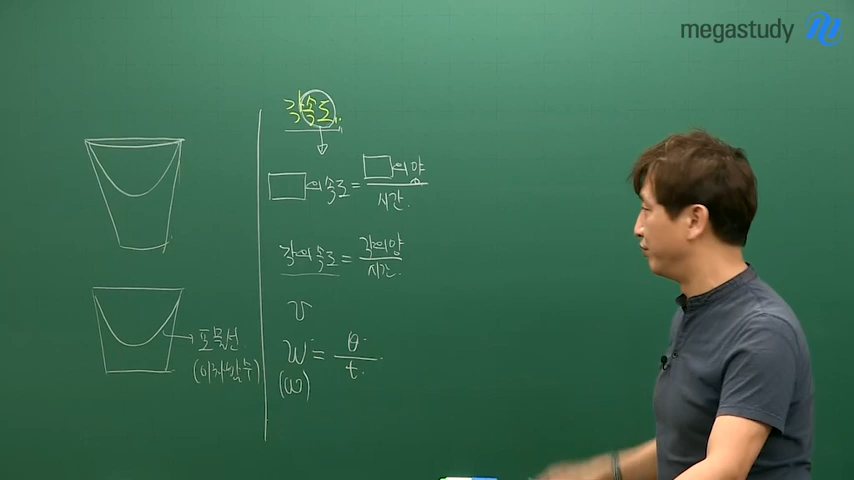 megastudy
각속도
의 속도 = 의 양 / 시간
각의 속도 = 각의 양 / 시간
v
w = θ / t
(ω)
포물선
(이차함수)